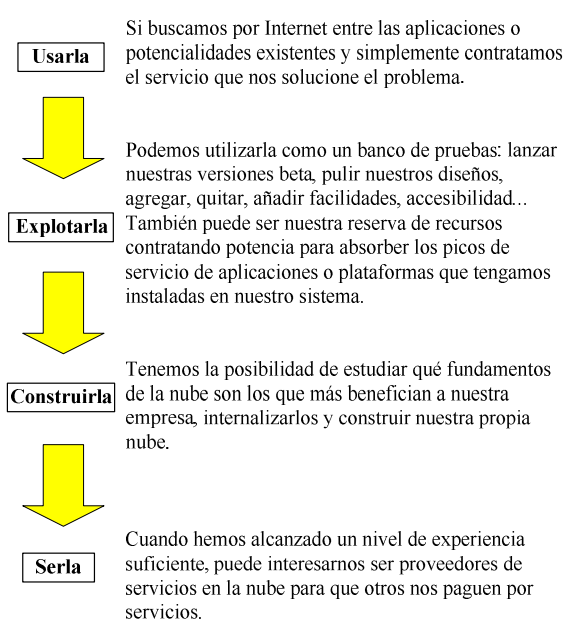 Usarla
Si buscamos por Internet entre las aplicaciones o
potencialidades existentes y simplemente contratamos
el servicio que nos solucione el problema.
Explotarla
Podemos utilizarla como un banco de pruebas: lanzar
nuestras versiones beta, pulir nuestros diseños,
agregar, quitar, añadir facilidades, accesibilidad...
También puede ser nuestra reserva de recursos
contratando potencia para absorber los picos de
servicio de aplicaciones o plataformas que tengamos
instaladas en nuestro sistema.
Construirla
Tenemos la posibilidad de estudiar qué fundamentos
de la nube son los que más benefician a nuestra
empresa, internalizarlos y construir nuestra propia
nube.
Serla
Cuando hemos alcanzado un nivel de experiencia
suficiente, puede interesarnos ser proveedores de
servicios en la nube para que otros nos paguen por
servicios.